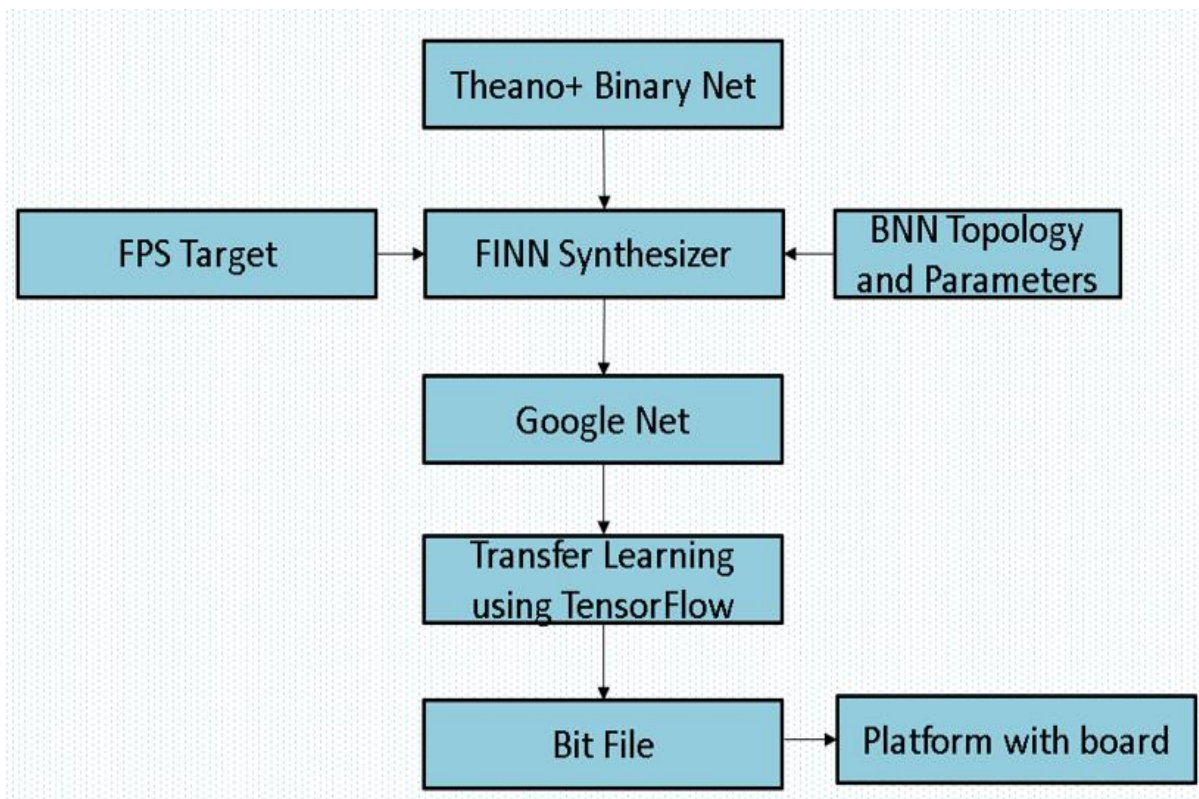 Theano+ Binary Net
FPS Target
FINN Synthesizer
BNN Topology
and Parameters
Google Net
Transfer Learning
using TensorFlow
Bit File
Platform with board